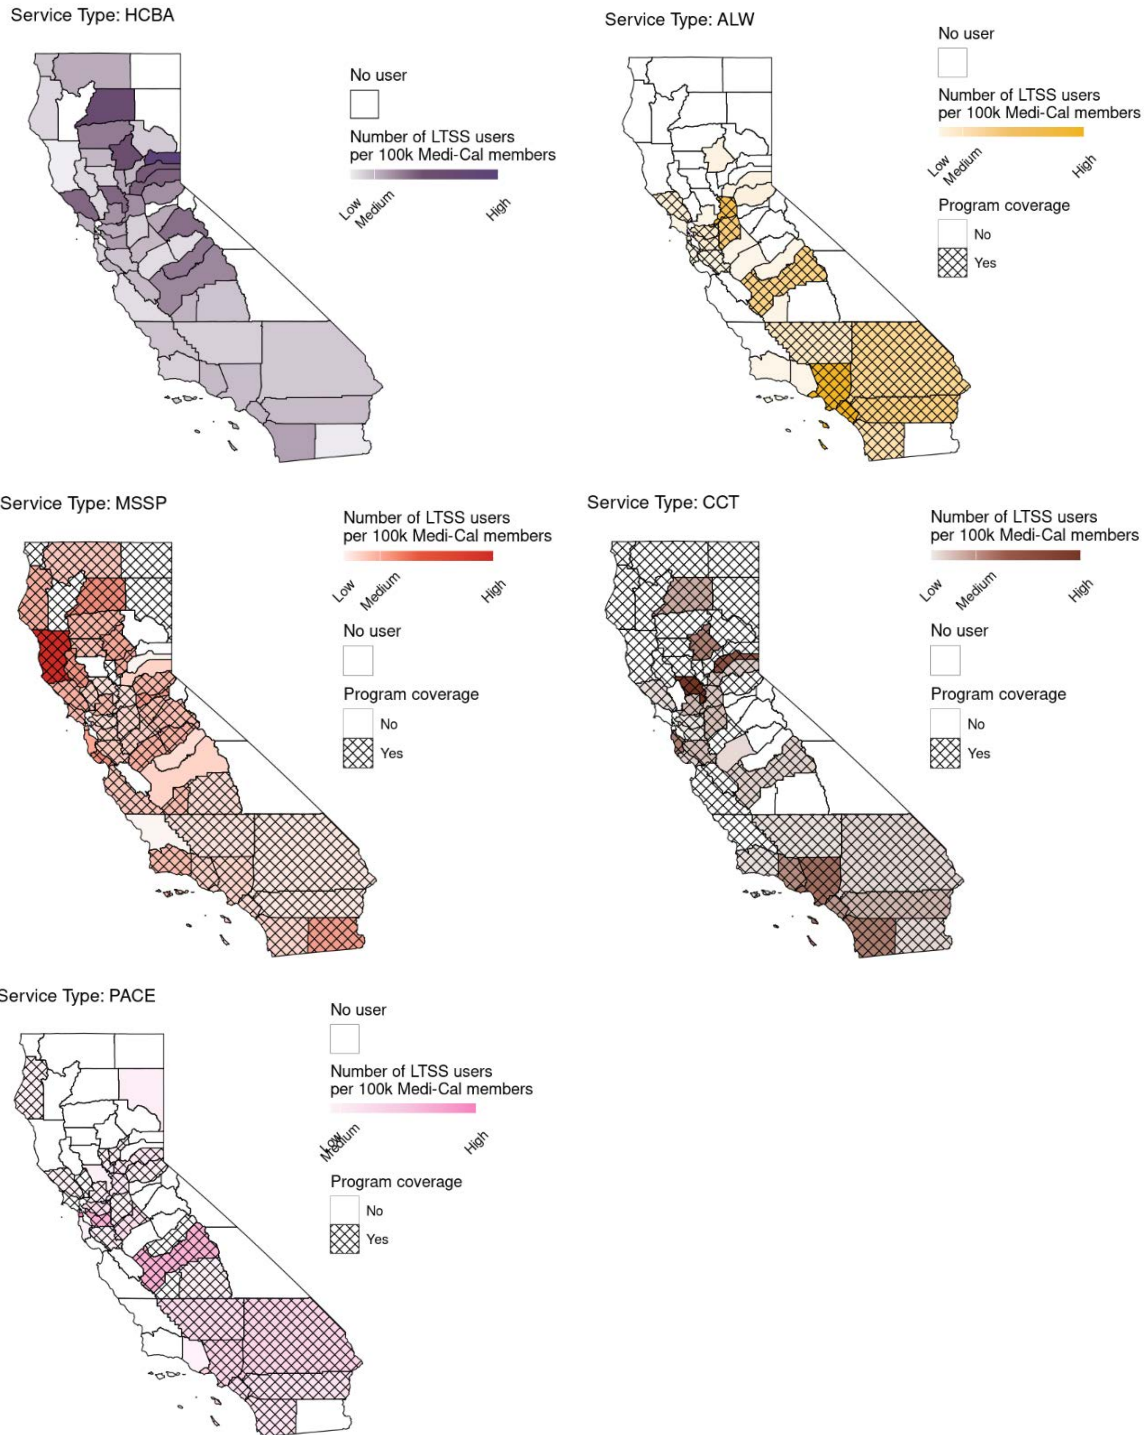 Service Type: HCBA
No user
Number of LTSS users
per 100k Medi-Cal members
Low
Medium
High
Service Type: ALW
No user
Number of LTSS users
per 100k Medi-Cal members
Low
Medium
High
Program coverage
No
Yes
Service Type: MSSP
Number of LTSS users
per 100k Medi-Cal members
Low
Medium
High
No user
Program coverage
No
Yes
Service Type: CCT
Number of LTSS users
per 100k Medi-Cal members
Low
Medium
High
No user
Program coverage
No
Yes
Service Type: PACE
No user
Number of LTSS users
per 100k Medi-Cal members
Low
Medium
High
Program coverage
No
Yes